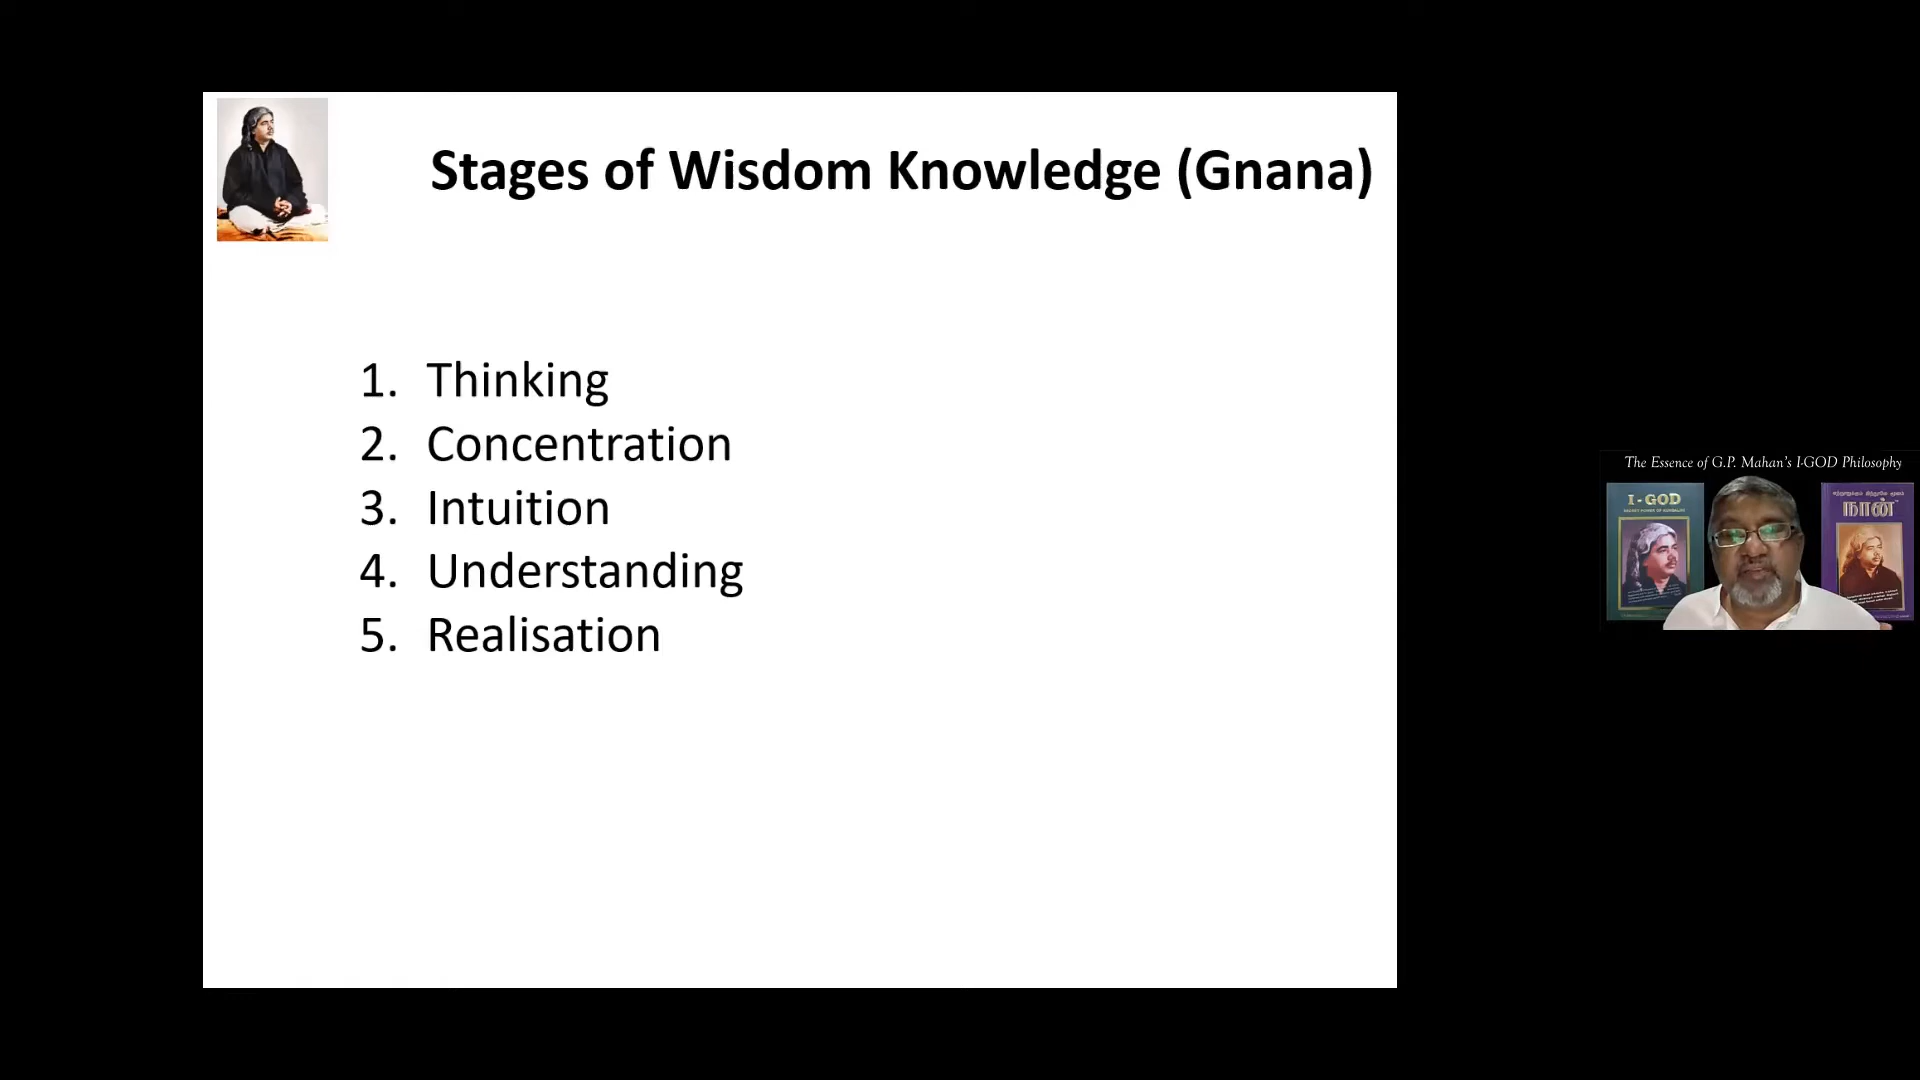 Stages of Wisdom Knowledge (Gnana)
1. Thinking
2. Concentration
3. Intuition
4. Understanding
5. Realisation
The Essence of G.P. Mahan's I-GOD Philosophy
I-GOD
நான்